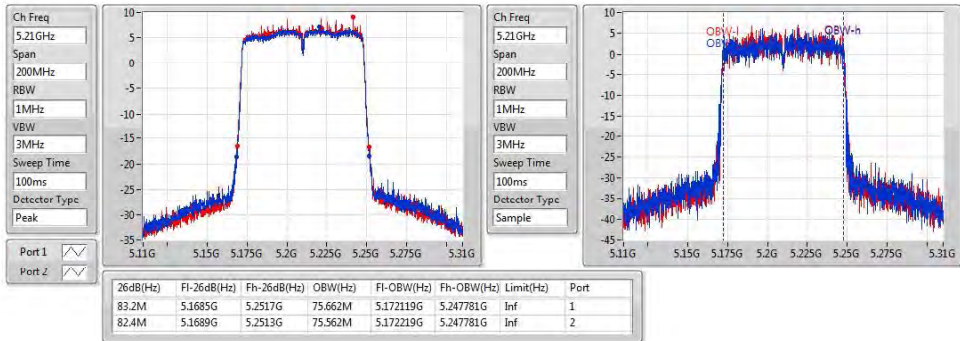 Ch Freq
5.21GHz
Span
200MHz
RBW
1MHz
VBW
3MHz
Sweep Time
100ms
Detector Type
Peak
Port 1
Port 2
10
5
0
-5
-10
-15
-20
-25
-30
-35
5.11G 5.15G 5.175G 5.2G 5.225G 5.25G 5.275G 5.31G
Ch Freq
5.21GHz
Span
200MHz
RBW
1MHz
VBW
3MHz
Sweep Time
100ms
Detector Type
Sample
10
5
0
-5
-10
-15
-20
-25
-30
-35
-40
-45
OBW-l OBW-h
OBW
5.11G 5.15G 5.175G 5.2G 5.225G 5.25G 5.275G 5.31G
26dB(Hz) Fl-26dB(Hz) Fh-26dB(Hz) OBW(Hz) Fl-OBW(Hz) Fh-OBW(Hz) Limit(Hz) Port
83.2M 5.1685G 5.2517G 75.662M 5.172119G 5.247781G Inf 1
82.4M 5.1689G 5.2513G 75.562M 5.172219G 5.247781G Inf 2